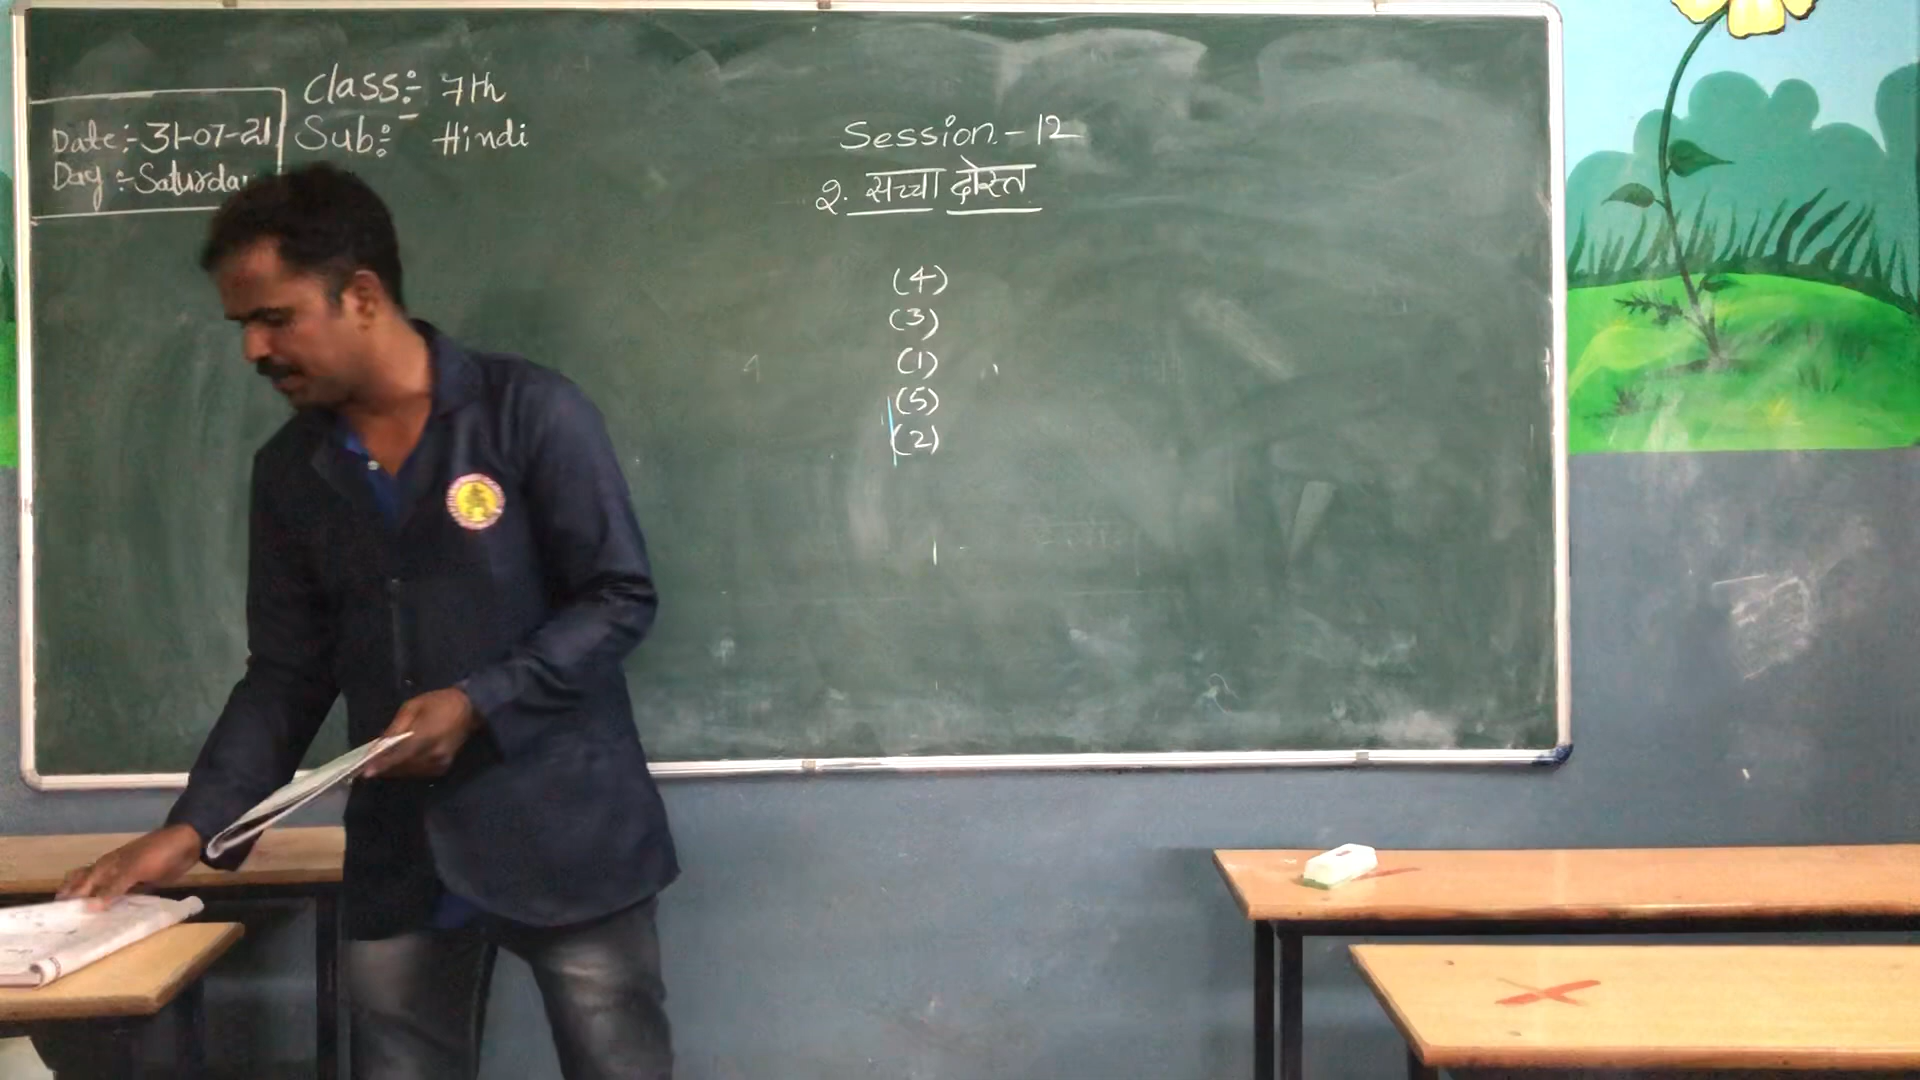 Class:- 7th
Date:- 31-07-21
Sub:- Hindi
Day:- Saturday
Session - 12
२. सच्चा दोस्त
(4)
(3)
(1)
(5)
(2)